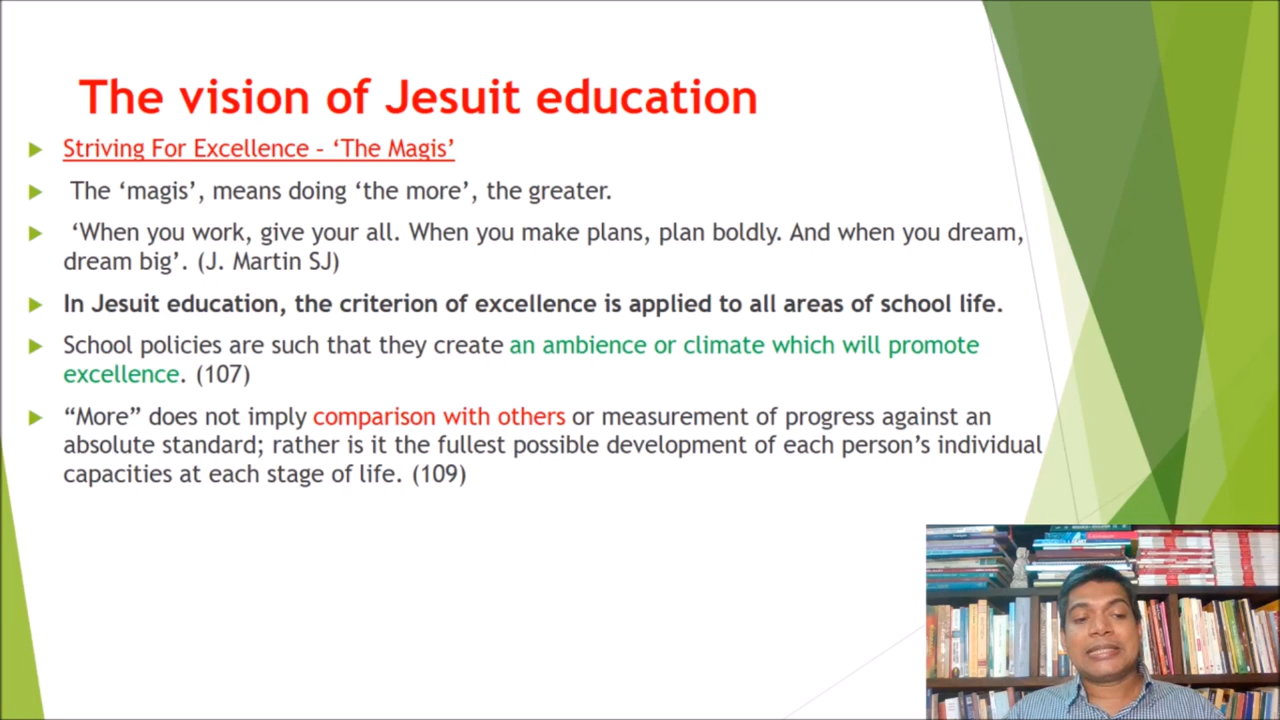 The vision of Jesuit education
Striving For Excellence – ‘The Magis’
The ‘magis’, means doing ‘the more’, the greater.
‘When you work, give your all. When you make plans, plan boldly. And when you dream,
dream big’. (J. Martin SJ)
In Jesuit education, the criterion of excellence is applied to all areas of school life.
School policies are such that they create an ambience or climate which will promote
excellence. (107)
“More” does not imply comparison with others or measurement of progress against an
absolute standard; rather is it the fullest possible development of each person’s individual
capacities at each stage of life. (109)